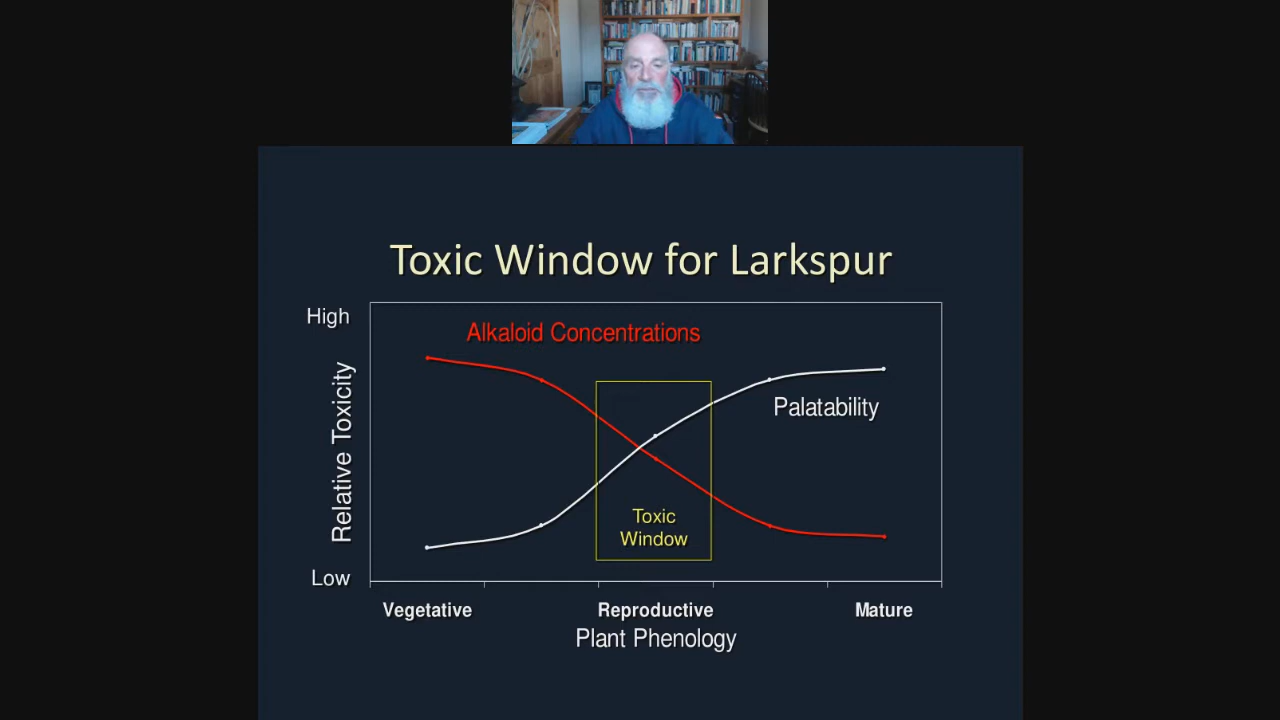 Toxic Window for Larkspur
High
Alkaloid Concentrations
Relative Toxicity
Palatability
Toxic
Window
Low
Vegetative
Reproductive
Mature
Plant Phenology